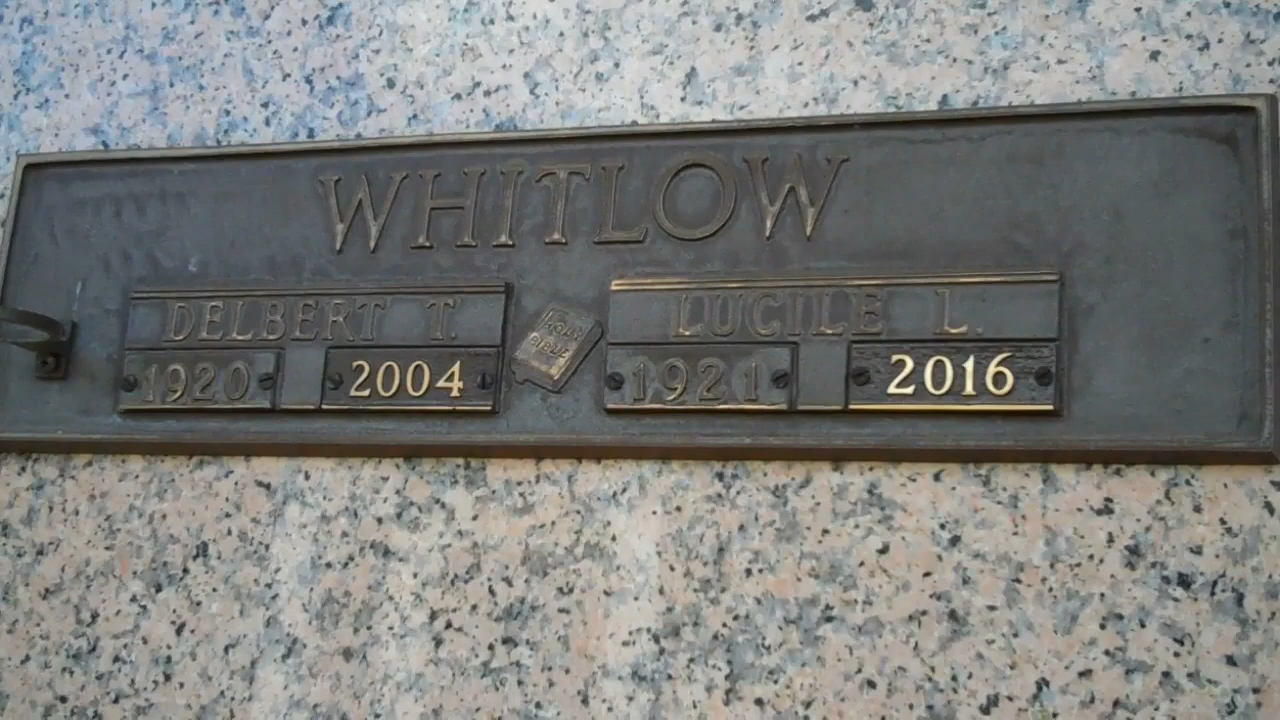 WHITLOW
DELBERT T.
1920 2004
HOLY
BIBLE
LUCILE L.
1921 2016